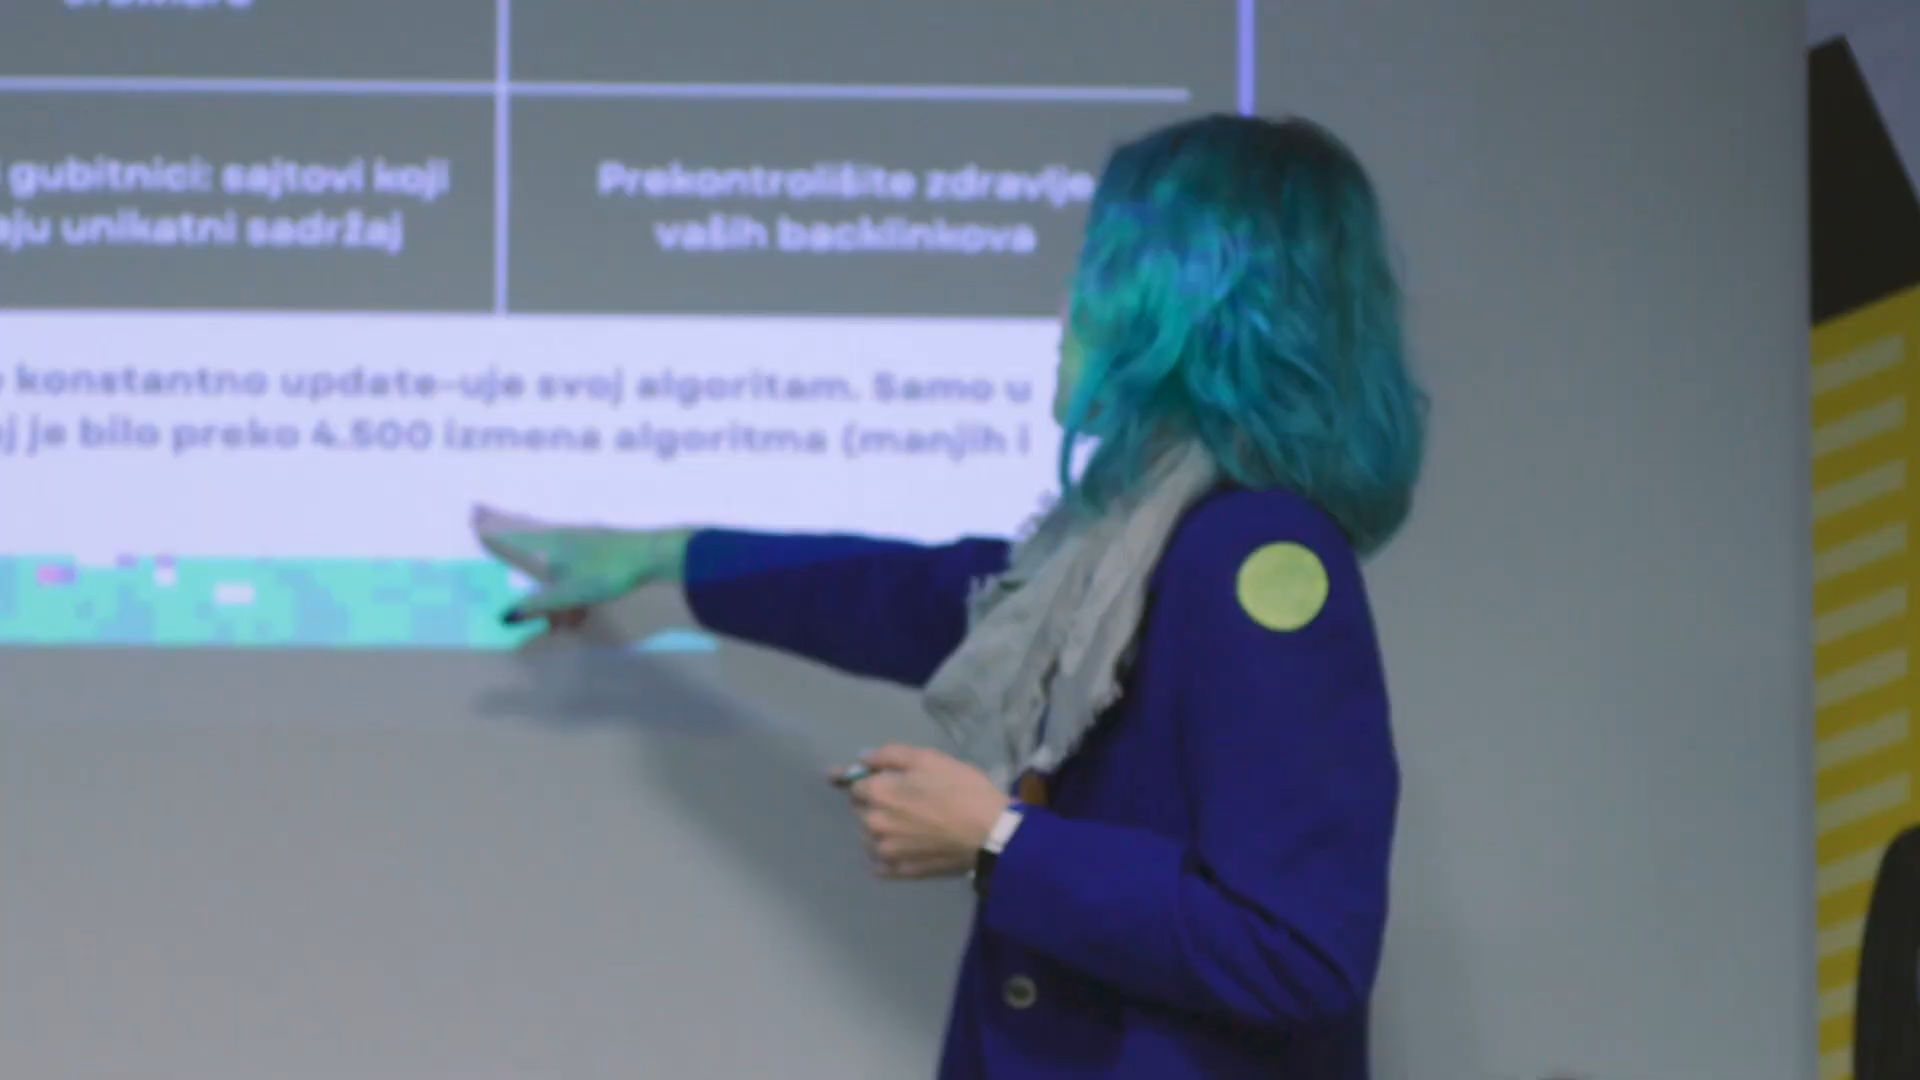 gubitnici: sajtovi koji
unikatni sadržaj
Prekontrolišite zdravlje
vaših backlinkova
konstantno update-uje svoj algoritam. Samo u
je bilo preko 4.500 izmena algoritma (manjih i